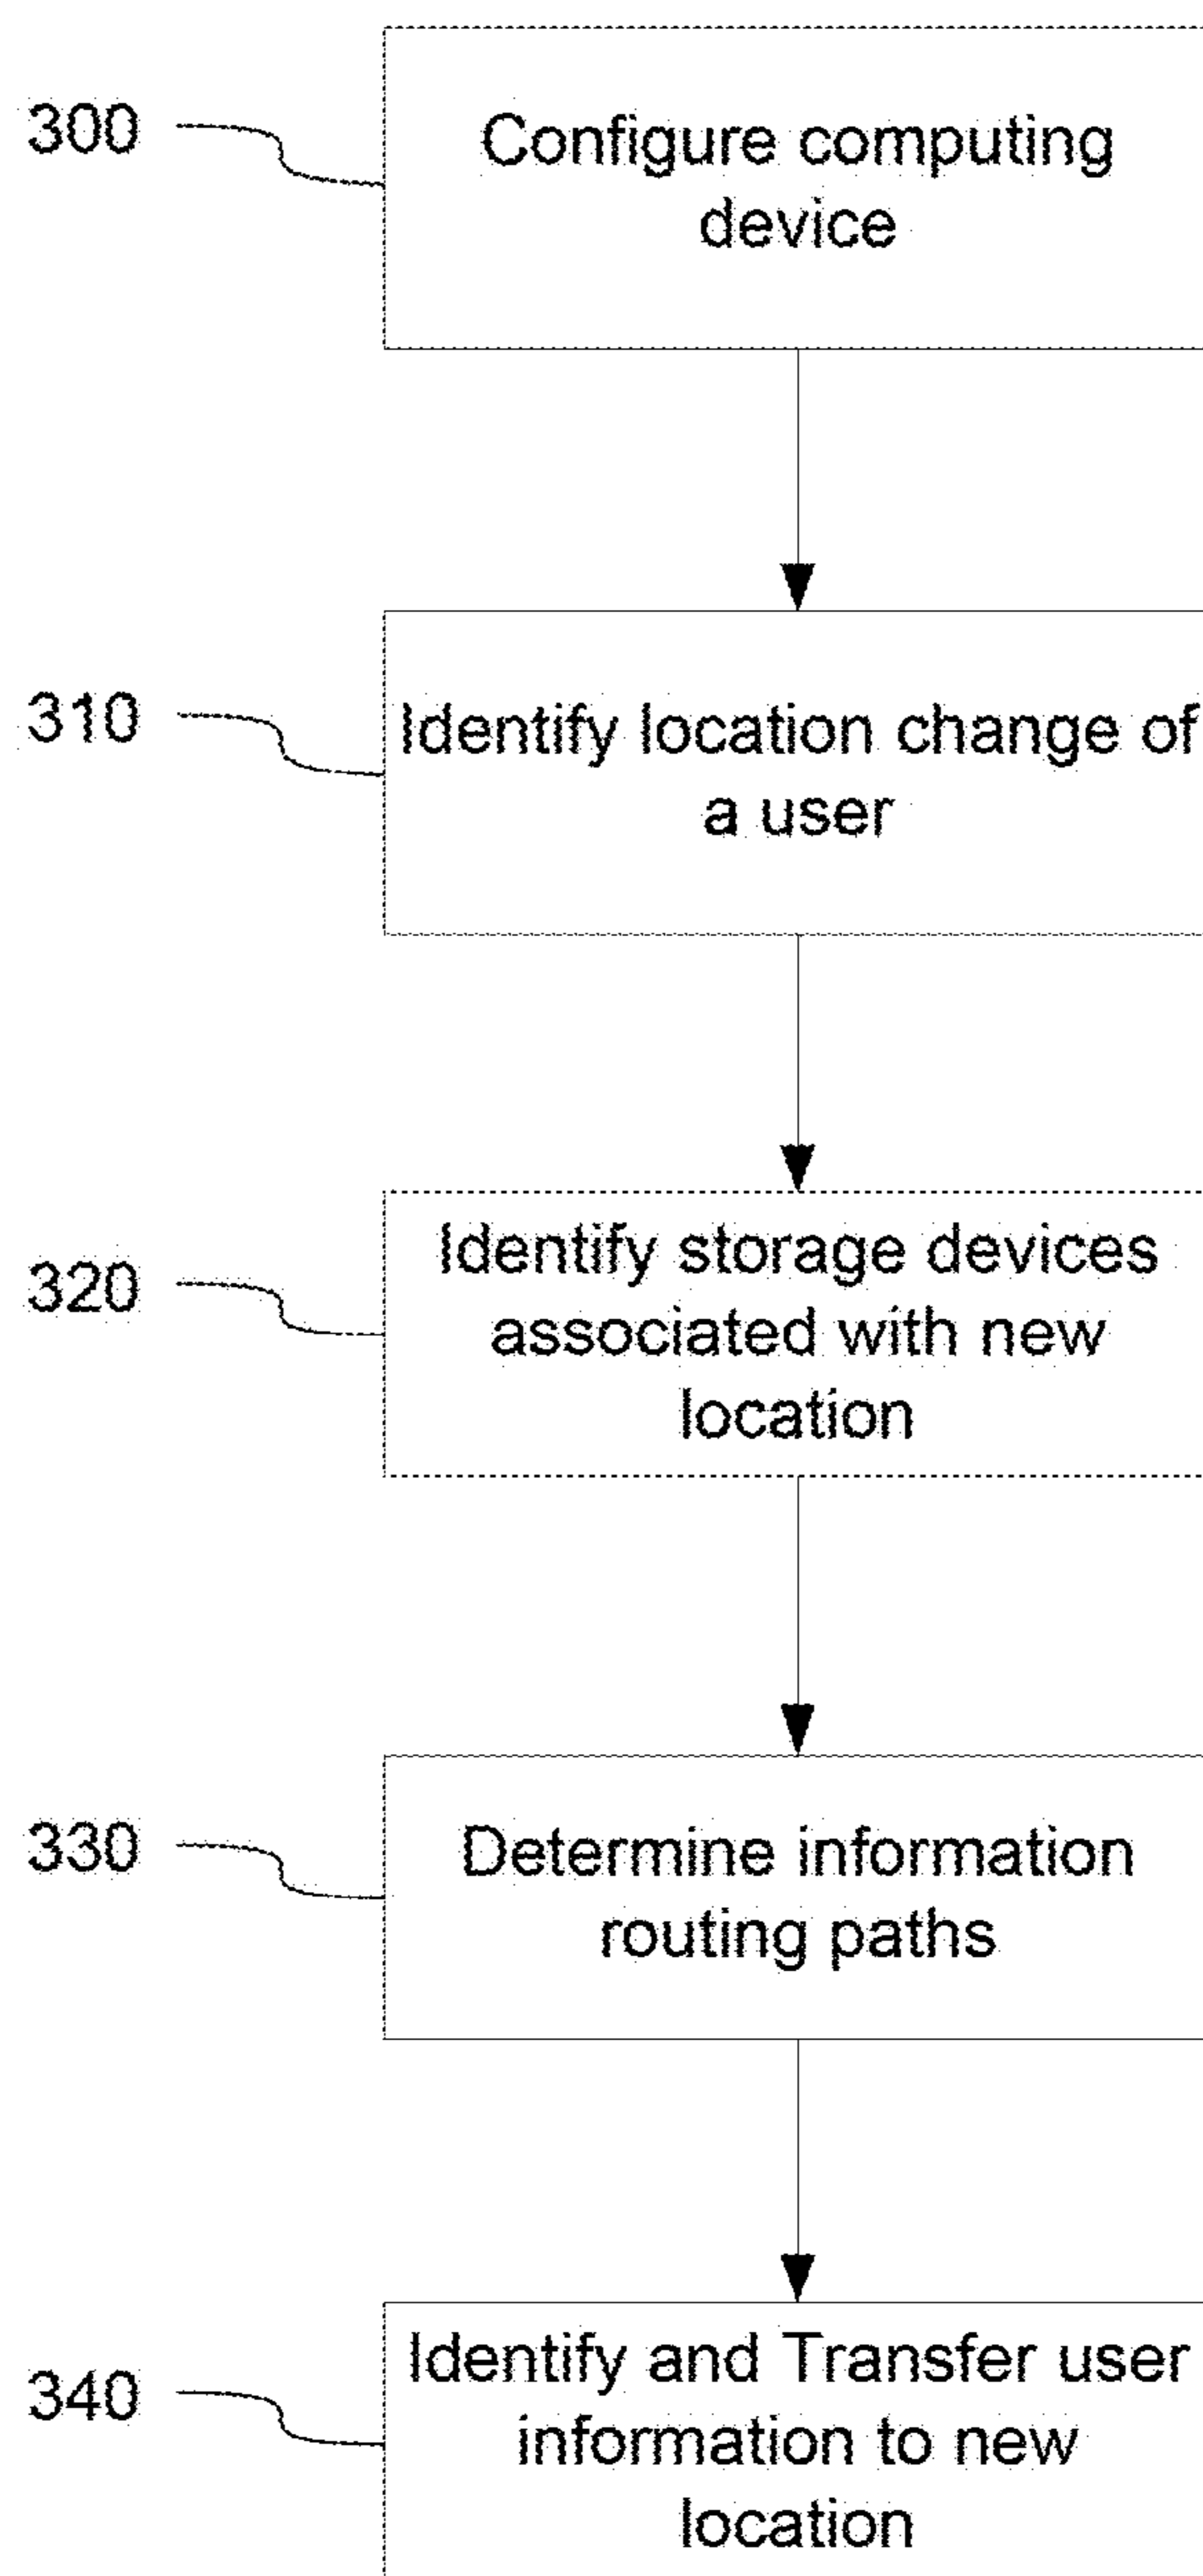 300
Configure computing
device
310
Identify location change of
a user
320
Identify storage devices
associated with new
location
330
Determine information
routing paths
340
Identify and Transfer user
information to new
location